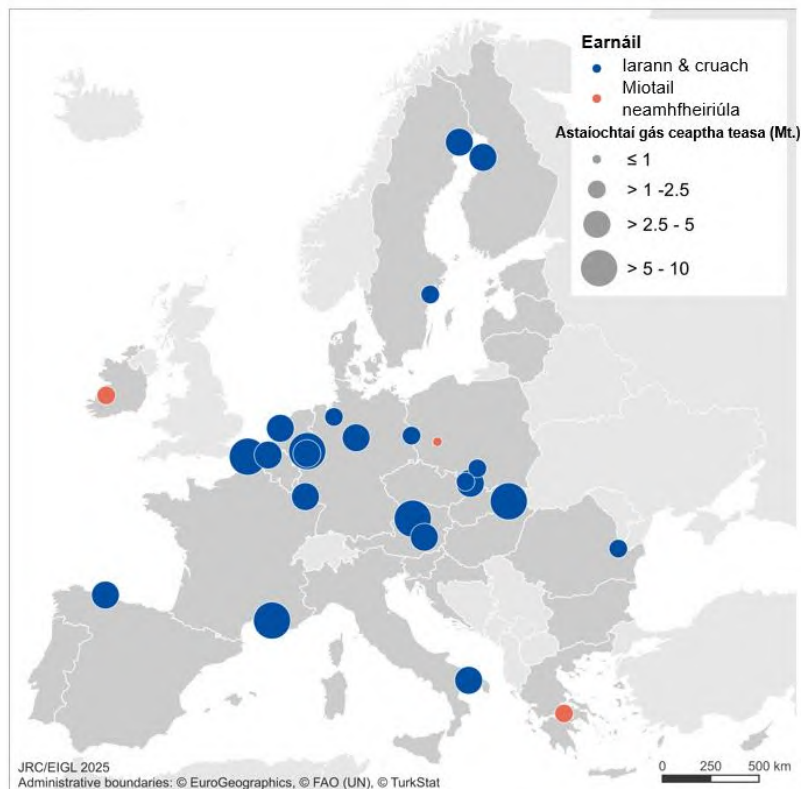 Earnáil
Iarann & cruach
Miotail
neamhfheiriúla
Astaíochtaí gás ceaptha teasa (Mt.)
≤ 1
> 1 -2.5
> 2.5 - 5
> 5 - 10
JRC/EIGL 2025
Administrative boundaries: © EuroGeographics, © FAO (UN), © TurkStat
0 250 500 km